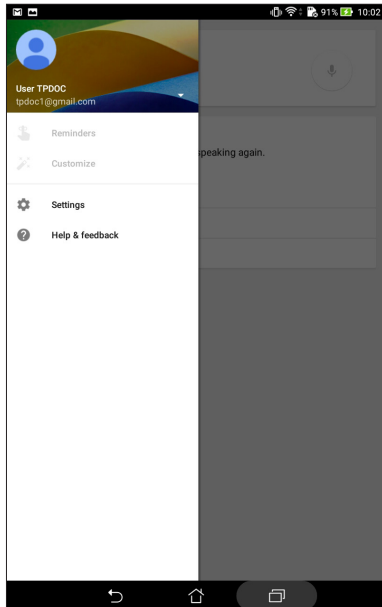 91% 10:02
User TPDOC
tpdoc1@gmail.com
Reminders
speaking again.
Customize
Settings
Help & feedback